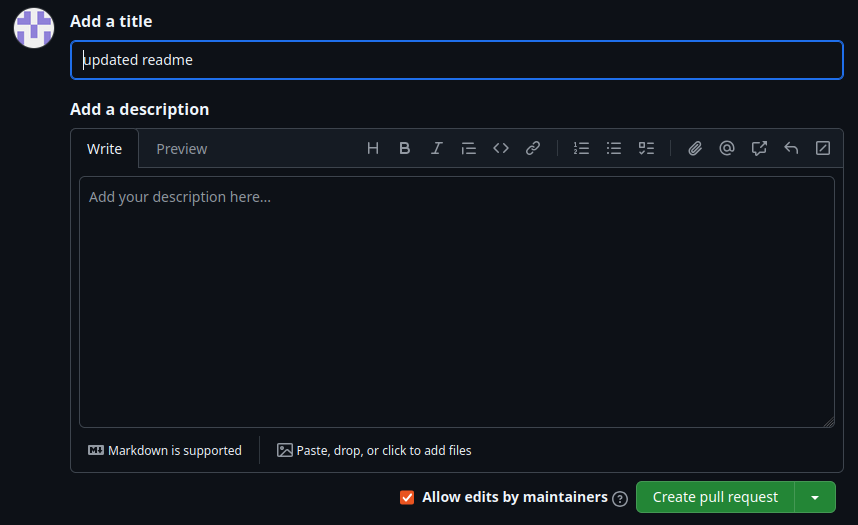 Add a title
updated readme
Add a description
Write Preview
Add your description here...
Markdown is supported Paste, drop, or click to add files
Allow edits by maintainers Create pull request